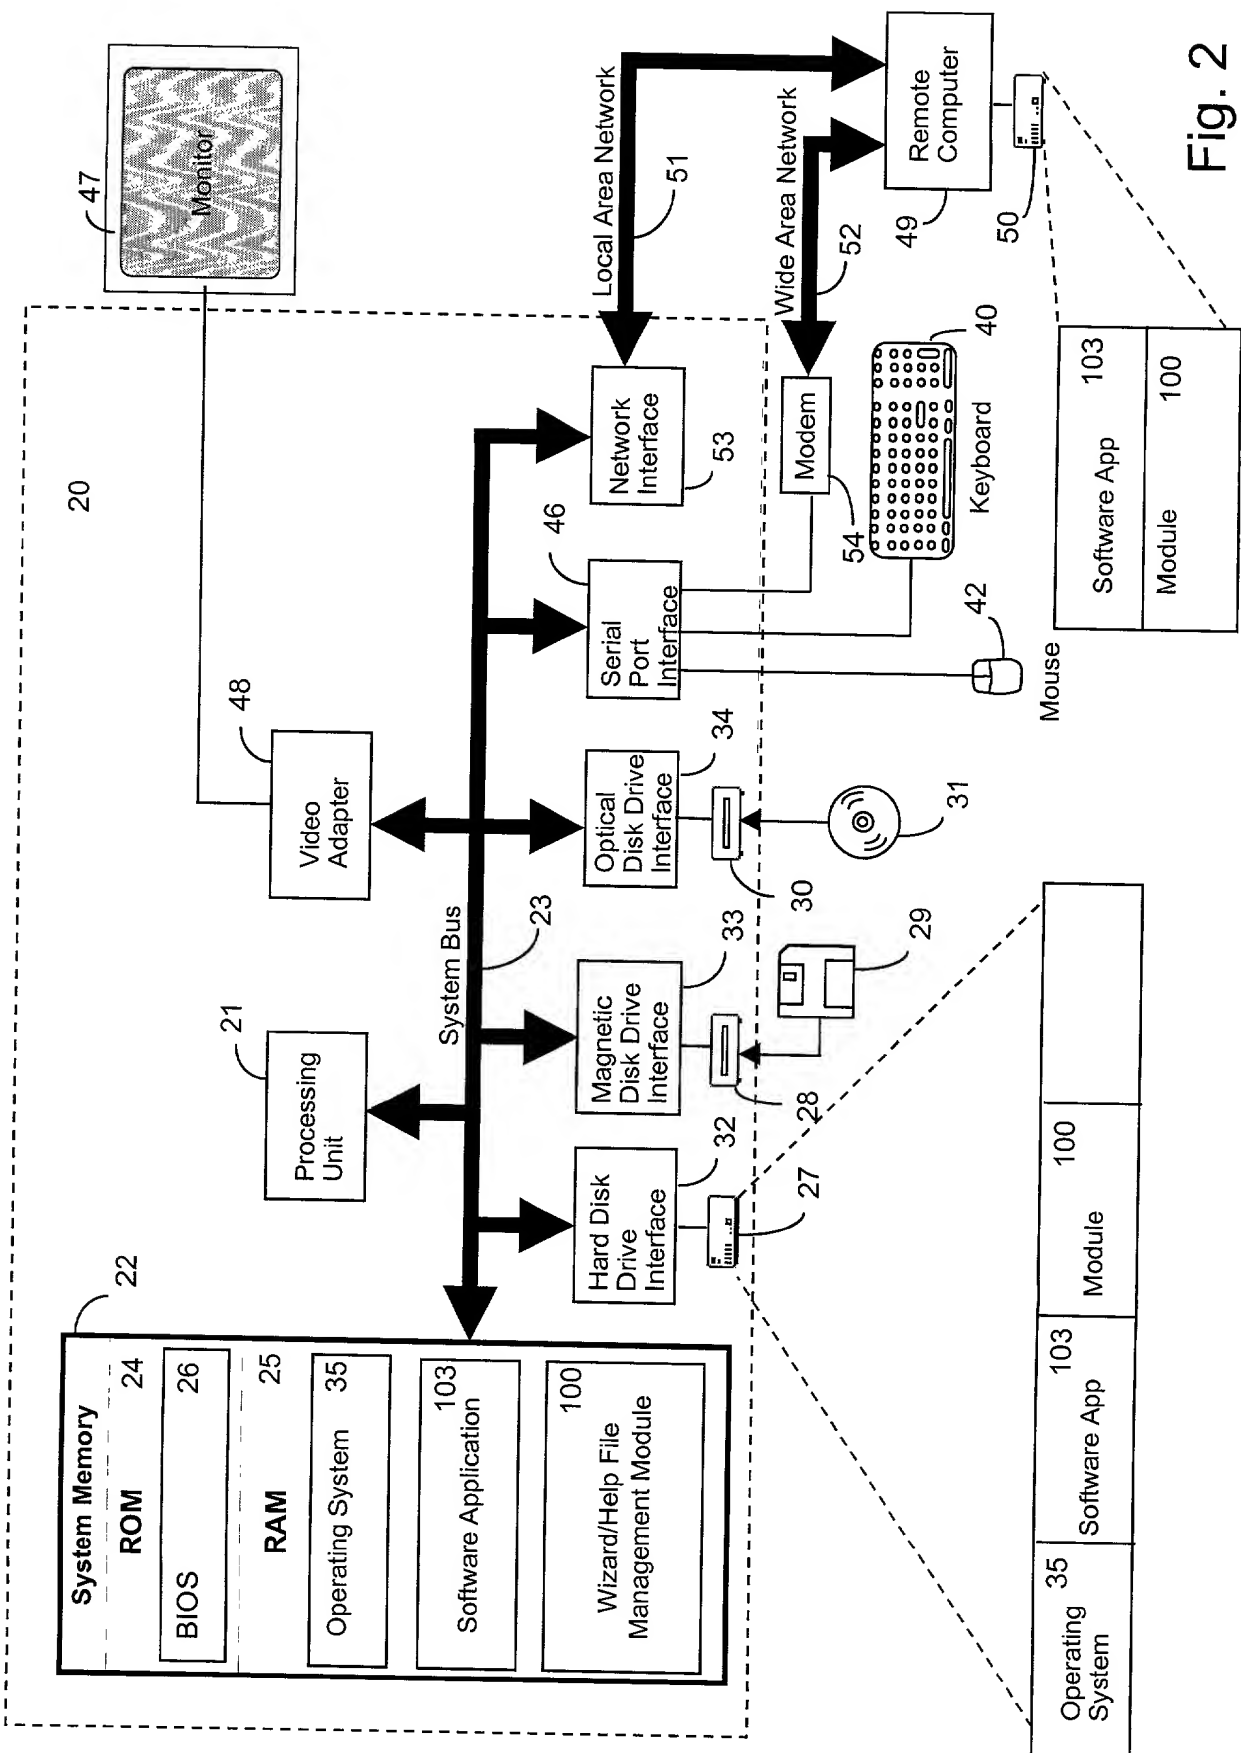 System Memory
22
ROM
24
BIOS
26
RAM
25
Operating System
35
Software Application
103
Wizard/Help File
Management Module
100
Processing
Unit
21
Video
Adapter
48
20
Monitor
47
System Bus
23
Hard Disk
Drive
Interface
32
Magnetic
Disk Drive
Interface
33
Optical
Disk Drive
Interface
34
Serial
Port
Interface
46
Network
Interface
53
Local Area Network
51
27
28
29
30
31
Modem
54
Wide Area Network
52
Keyboard
40
Mouse
42
Remote
Computer
49
50
Operating
System
35
Software App
103
Module
100
Software App
103
Module
100
Fig. 2